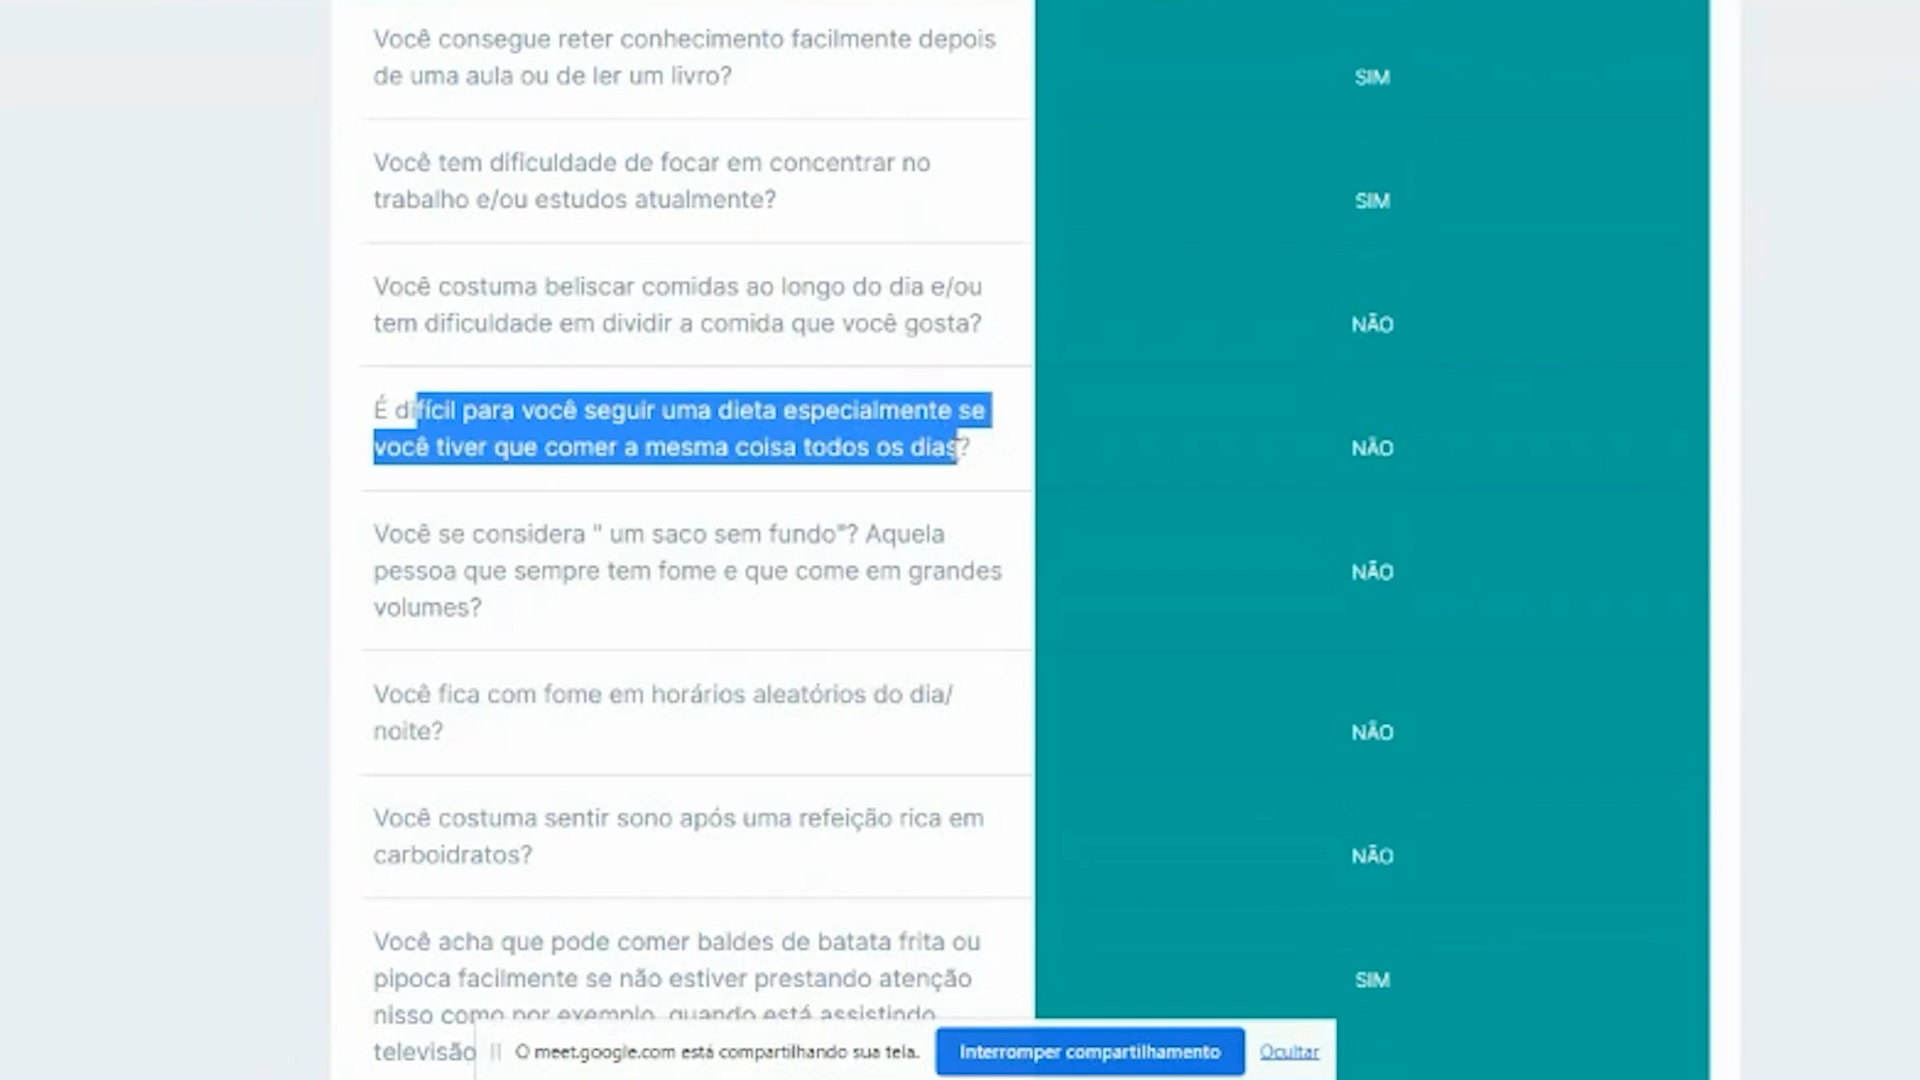 Você consegue reter conhecimento facilmente depois
de uma aula ou de ler um livro?
SIM
Você tem dificuldade de focar em concentrar no
trabalho e/ou estudos atualmente?
SIM
Você costuma beliscar comidas ao longo do dia e/ou
tem dificuldade em dividir a comida que você gosta?
NÃO
É difícil para você seguir uma dieta especialmente se
você tiver que comer a mesma coisa todos os dias?
NÃO
Você se considera " um saco sem fundo"? Aquela
pessoa que sempre tem fome e que come em grandes
volumes?
NÃO
Você fica com fome em horários aleatórios do dia/
noite?
NÃO
Você costuma sentir sono após uma refeição rica em
carboidratos?
NÃO
Você acha que pode comer baldes de batata frita ou
pipoca facilmente se não estiver prestando atenção
nisso como por exemplo, quando está assistindo
televisão
SIM
O meet.google.com está compartilhando sua tela.
Interromper compartilhamento
Ocultar